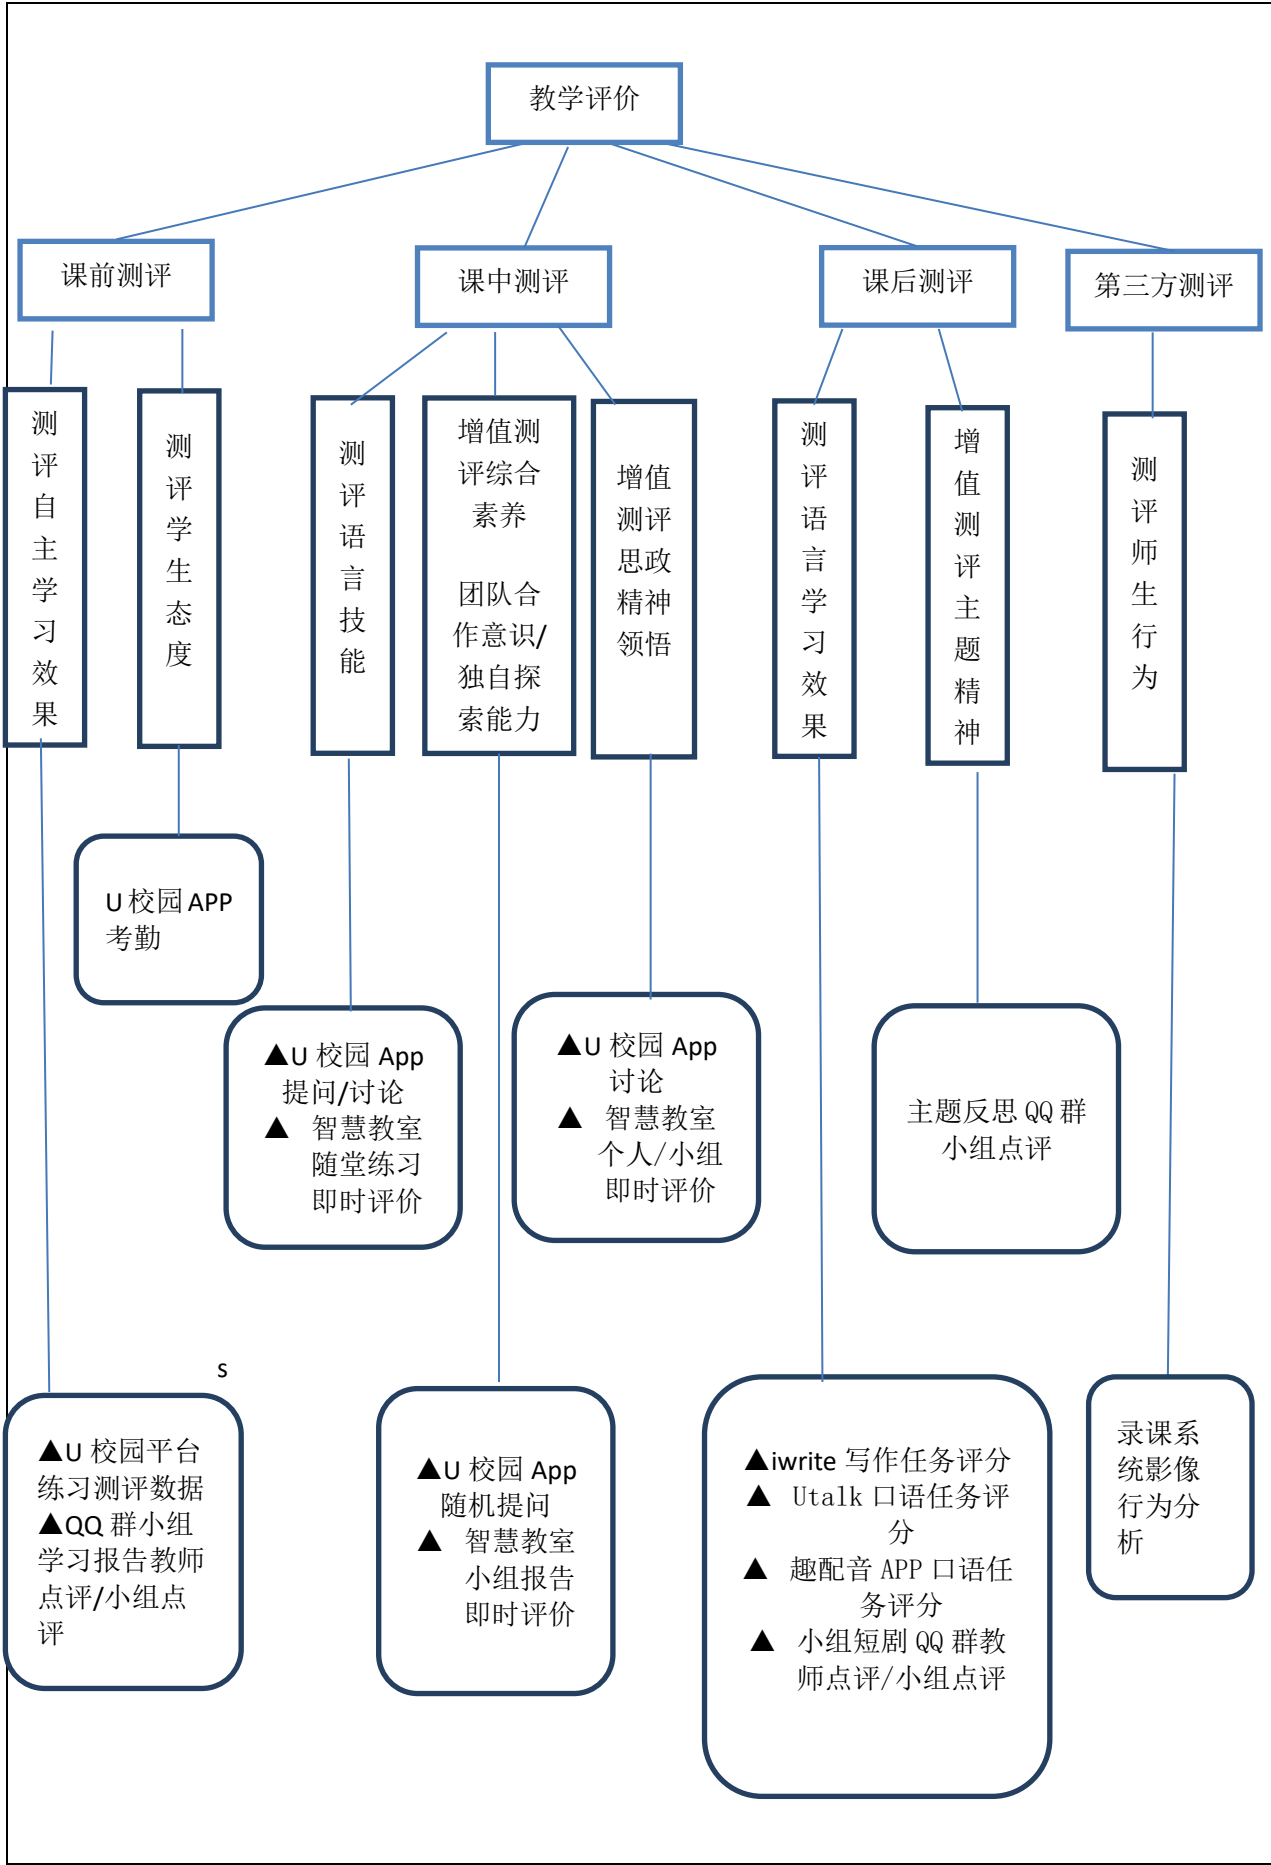 教学评价
课前测评
课中测评
课后测评
第三方测评
测
评
自
主
学
习
效
果
测
评
学
生
态
度
测
评
语
言
技
能
增值测
评综合
素养
团队合
作意识/
独自探
索能力
增值
测评
思政
精神
领悟
测
评
语
言
学
习
效
果
增
值
测
评
主
题
精
神
测
评
师
生
行
为
U 校园 APP
考勤
▲U 校园 App
提问/讨论
▲ 智慧教室
随堂练习
即时评价
▲U 校园 App
讨论
▲ 智慧教室
个人/小组
即时评价
主题反思 QQ 群
小组点评
s
▲U 校园平台
练习测评数据
▲QQ 群小组
学习报告教师
点评/小组点
评
▲U 校园 App
随机提问
▲ 智慧教室
小组报告
即时评价
▲iwrite 写作任务评分
▲ Utalk 口语任务评
分
▲ 趣配音 APP 口语任
务评分
▲ 小组短剧 QQ 群教
师点评/小组点评
录课系
统影像
行为分
析